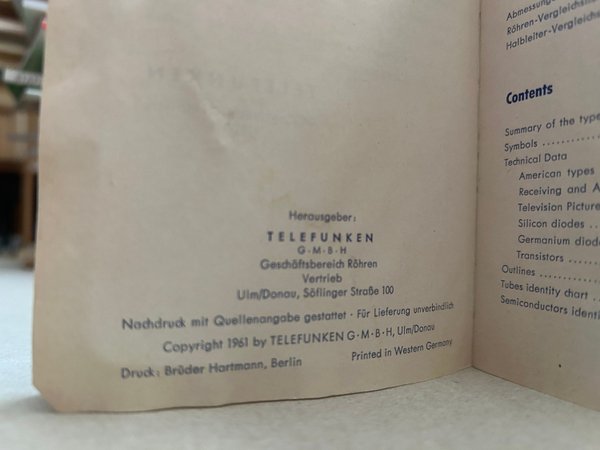 Herausgeber:
TELEFUNKEN
G·M·B·H
Geschäftsbereich Röhren
Vertrieb
Ulm/Donau, Söflinger Straße 100
Nachdruck mit Quellenangabe gestattet · Für Lieferung unverbindlich
Copyright 1961 by TELEFUNKEN G·M·B·H, Ulm/Donau
Druck: Brüder Hartmann, Berlin
Printed in Western Germany
Abmessung
Röhren-Vergleichsli
Halbleiter-Vergleichs
Contents
Summary of the type
Symbols ..........
Technical Data
American types
Receiving and A
Television Picture
Silicon diodes ..
Germanium diod
Transistors ....
Outlines ..........
Tubes identity chart ..
Semiconductors identi